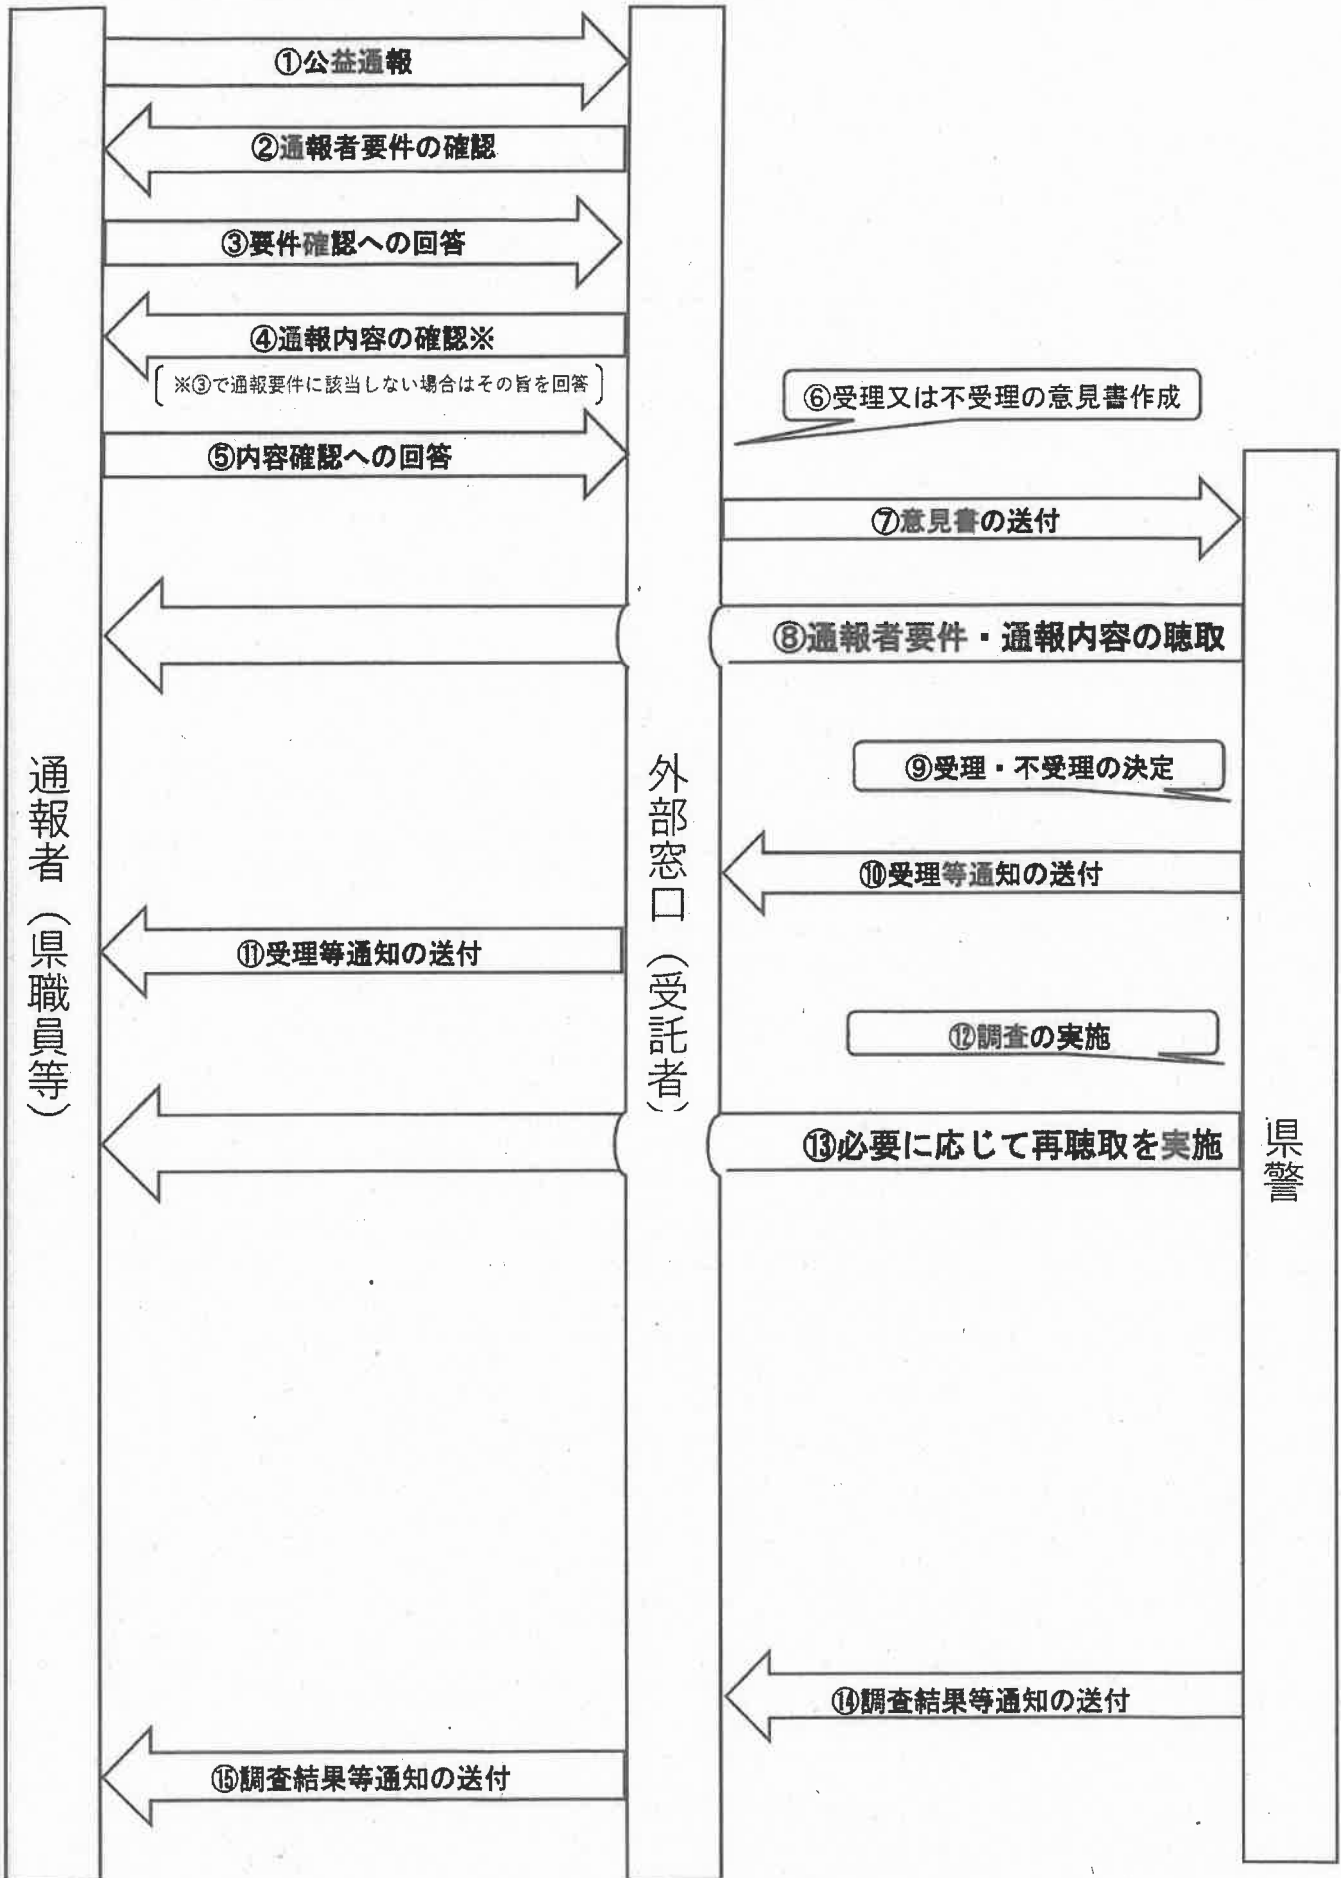 ①公益通報
②通報者要件の確認
③要件確認への回答
④通報内容の確認※
※③で通報要件に該当しない場合はその旨を回答
⑤内容確認への回答
⑥受理又は不受理の意見書作成
⑦意見書の送付
⑧通報者要件・通報内容の聴取
⑨受理・不受理の決定
⑩受理等通知の送付
⑪受理等通知の送付
⑫調査の実施
⑬必要に応じて再聴取を実施
⑭調査結果等通知の送付
⑮調査結果等通知の送付
通報者（県職員等）
外部窓口（受託者）
県警